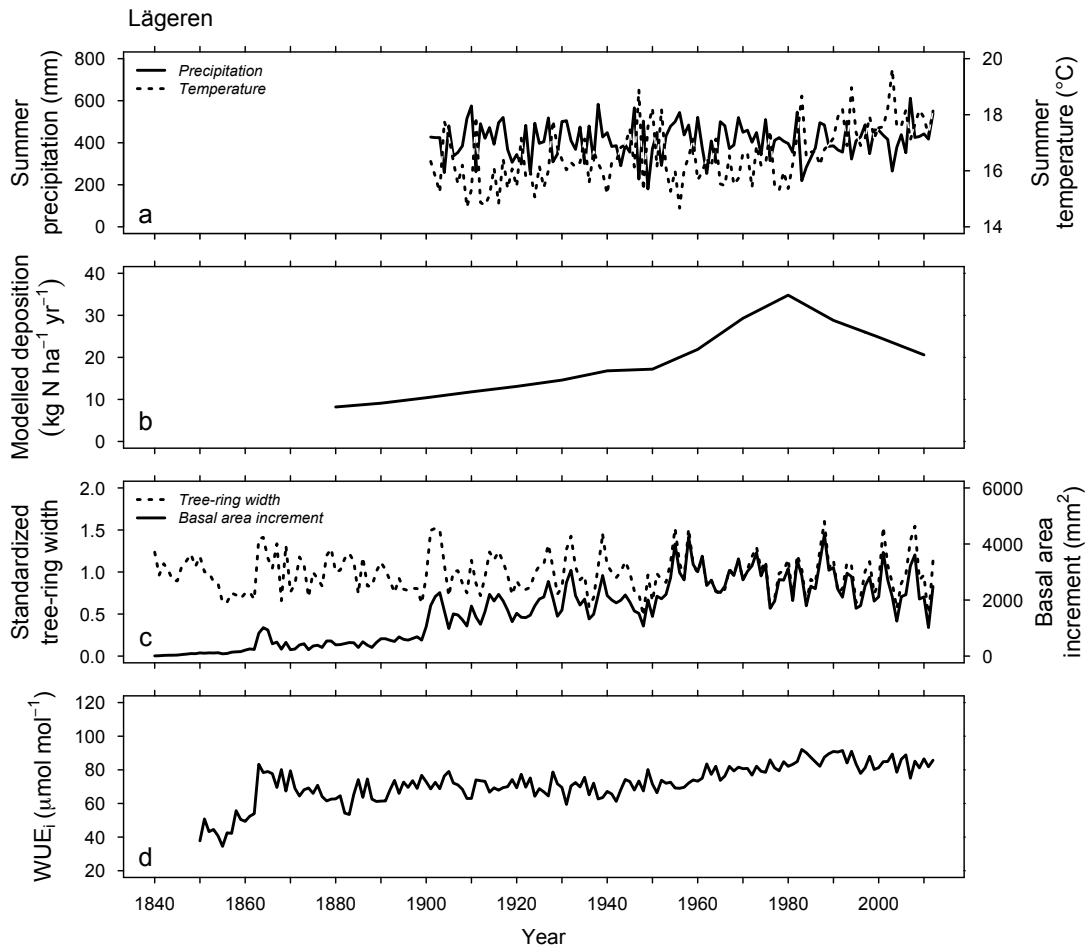 Lägeren
Summer
precipitation (mm)
800
600
400
200
0
Precipitation
Temperature
a
20
18
16
14
Summer
temperature (°C)
Modelled deposition
(kg N ha⁻¹ yr⁻¹)
40
30
20
10
0
b
Standardized
tree-ring width
2.0
1.5
1.0
0.5
0.0
Tree-ring width
Basal area increment
c
6000
4000
2000
0
Basal area
increment (mm²)
WUEᵢ (μmol mol⁻¹)
120
100
80
60
40
20
d
1840 1860 1880 1900 1920 1940 1960 1980 2000
Year